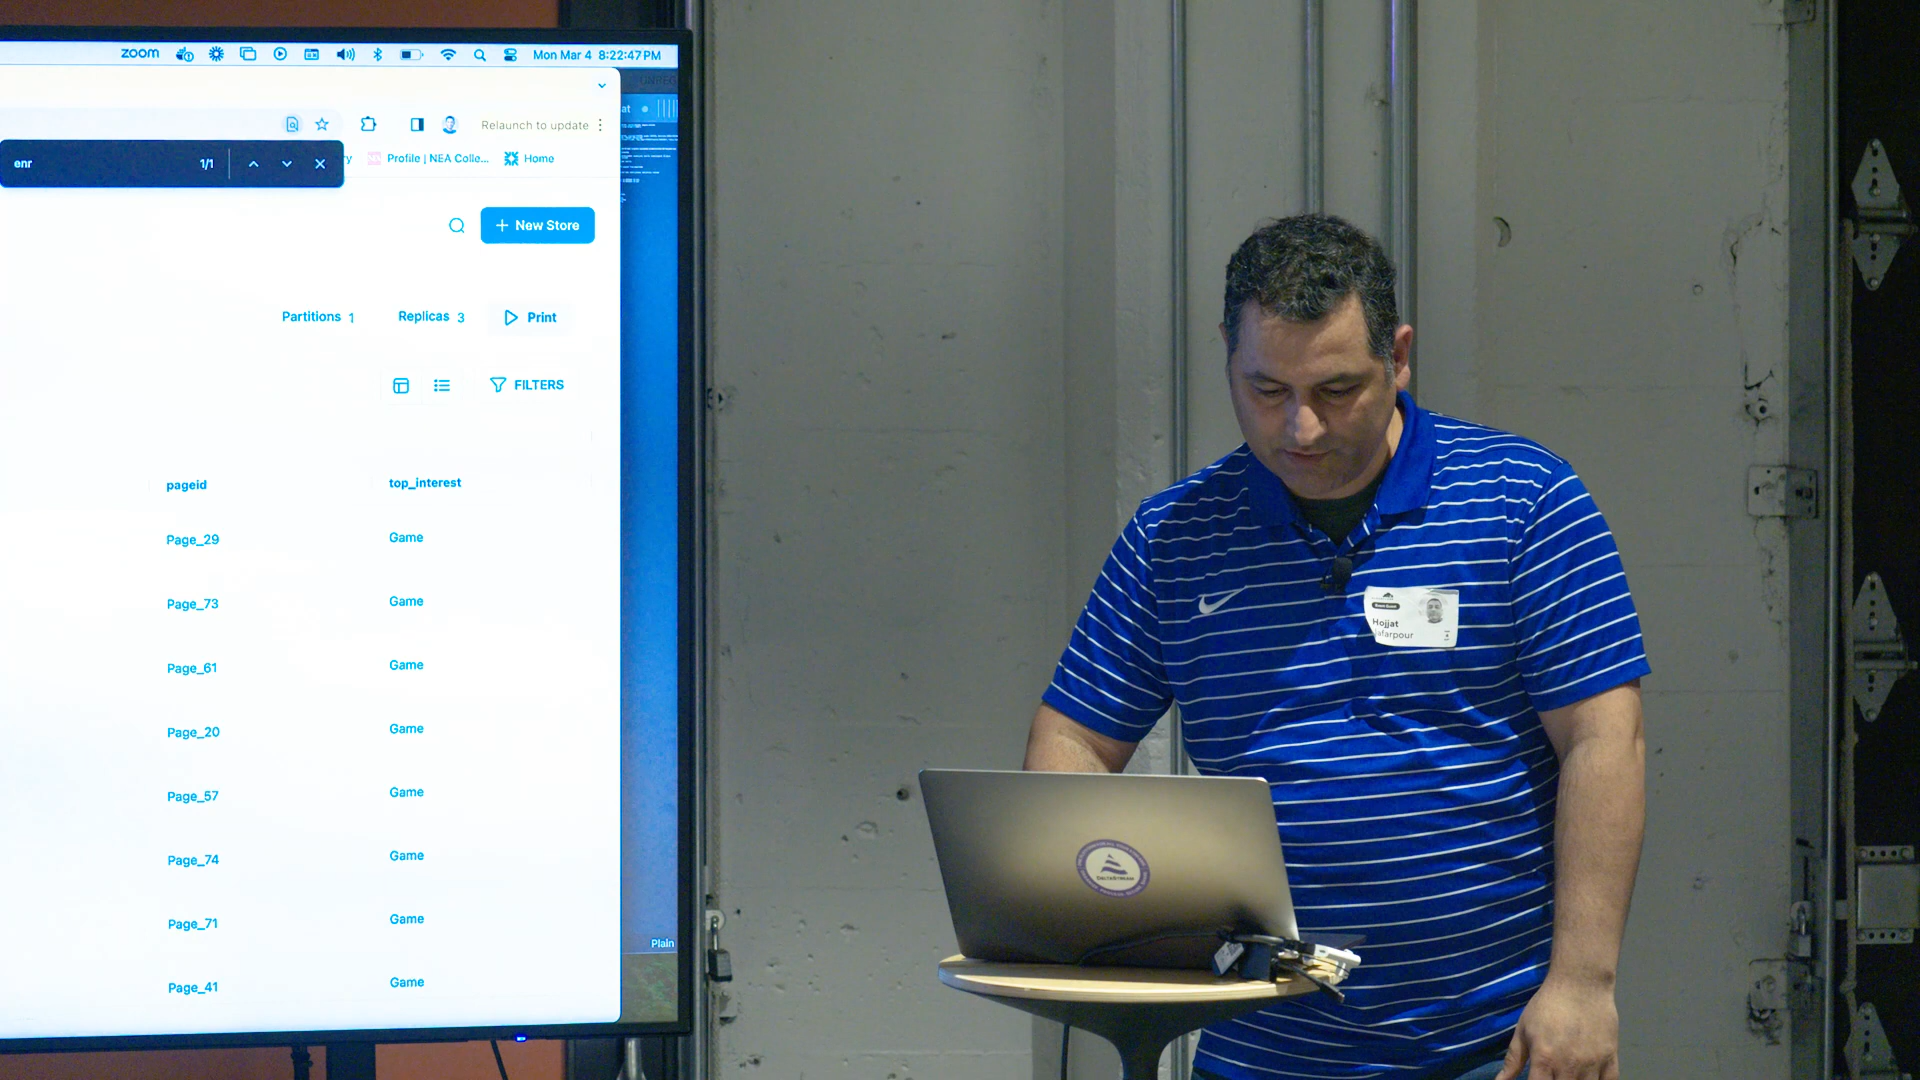 zoom
Mon Mar 4 8:22:47 PM
Relaunch to update
enr 1/1
Profile | NEA Colle...
Home
+ New Store
Partitions 1
Replicas 3
Print
FILTERS
pageid top_interest
Page_29 Game
Page_73 Game
Page_61 Game
Page_20 Game
Page_57 Game
Page_74 Game
Page_71 Game
Page_41 Game
Plain
Hojjat
Jafarpour